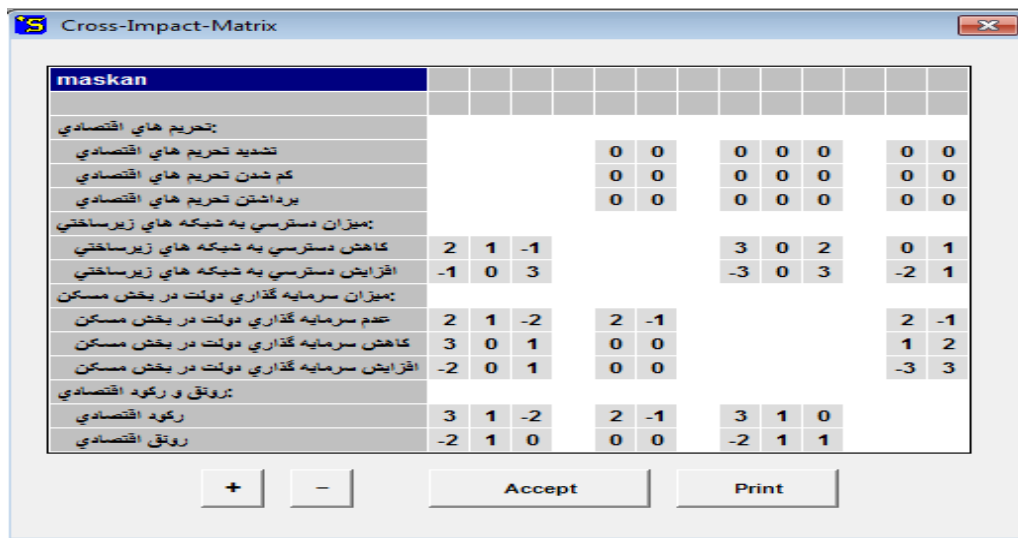 Cross-Impact-Matrix
maskan
تحريم هاي اقتصادي:
تشديد تحريم هاي اقتصادي 0 0 0 0 0 0 0
كم شدن تحريم هاي اقتصادي 0 0 0 0 0 0 0
برداشتن تحريم هاي اقتصادي 0 0 0 0 0 0 0
ميزان دسترسي به شبكه هاي زيرساختي:
كاهش دسترسي به شبكه هاي زيرساختي 2 1 -1 3 0 2 0 1
افزايش دسترسي به شبكه هاي زيرساختي -1 0 3 -3 0 3 -2 1
ميزان سرمايه گذاري دولت در بخش مسكن:
عدم سرمايه گذاري دولت در بخش مسكن 2 1 -2 2 -1 2 -1
كاهش سرمايه گذاري دولت در بخش مسكن 3 0 1 0 0 1 2
افزايش سرمايه گذاري دولت در بخش مسكن -2 0 1 0 0 -3 3
رونق و ركود اقتصادي:
ركود اقتصادي 3 1 -2 2 -1 3 1 0
رونق اقتصادي -2 1 0 0 0 -2 1 1
+ − Accept Print